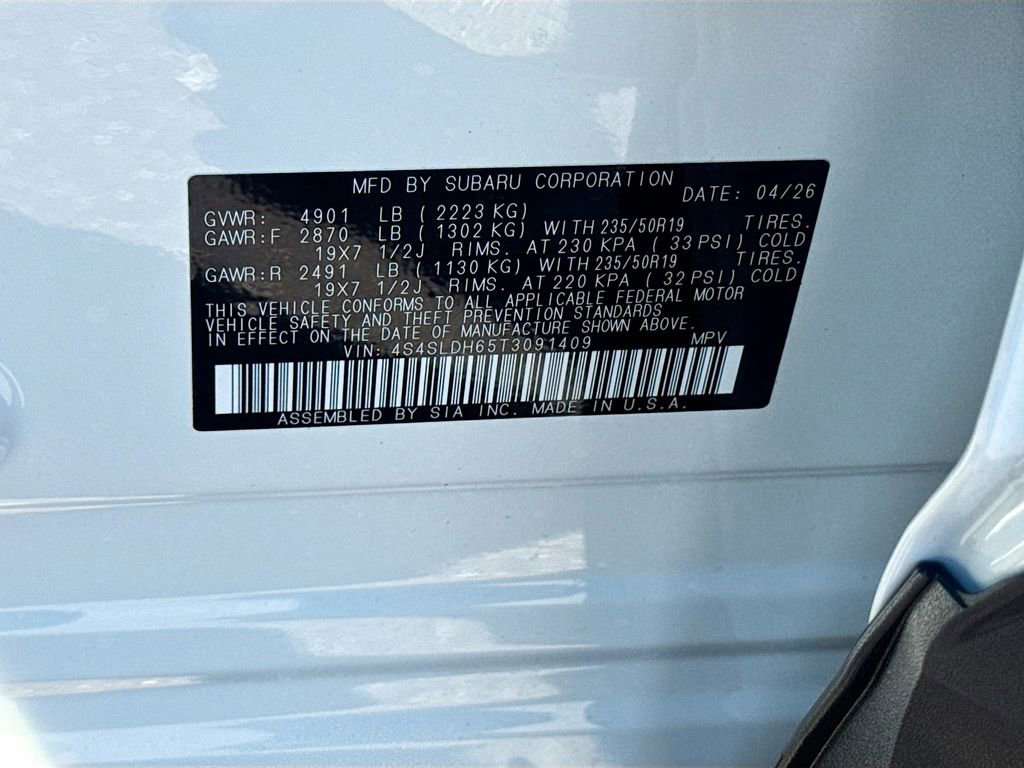 MFD BY SUBARU CORPORATION DATE: 04/26
GVWR: 4901 LB ( 2223 KG)
GAWR:F 2870 LB ( 1302 KG) WITH 235/50R19 TIRES.
19X7 1/2J RIMS. AT 230 KPA ( 33 PSI) COLD
GAWR:R 2491 LB ( 1130 KG) WITH 235/50R19 TIRES.
19X7 1/2J RIMS. AT 220 KPA ( 32 PSI) COLD
THIS VEHICLE CONFORMS TO ALL APPLICABLE FEDERAL MOTOR
VEHICLE SAFETY AND THEFT PREVENTION STANDARDS
IN EFFECT ON THE DATE OF MANUFACTURE SHOWN ABOVE.
VIN: 4S4SLDH65T3091409 MPV
ASSEMBLED BY SIA INC. MADE IN U.S.A.